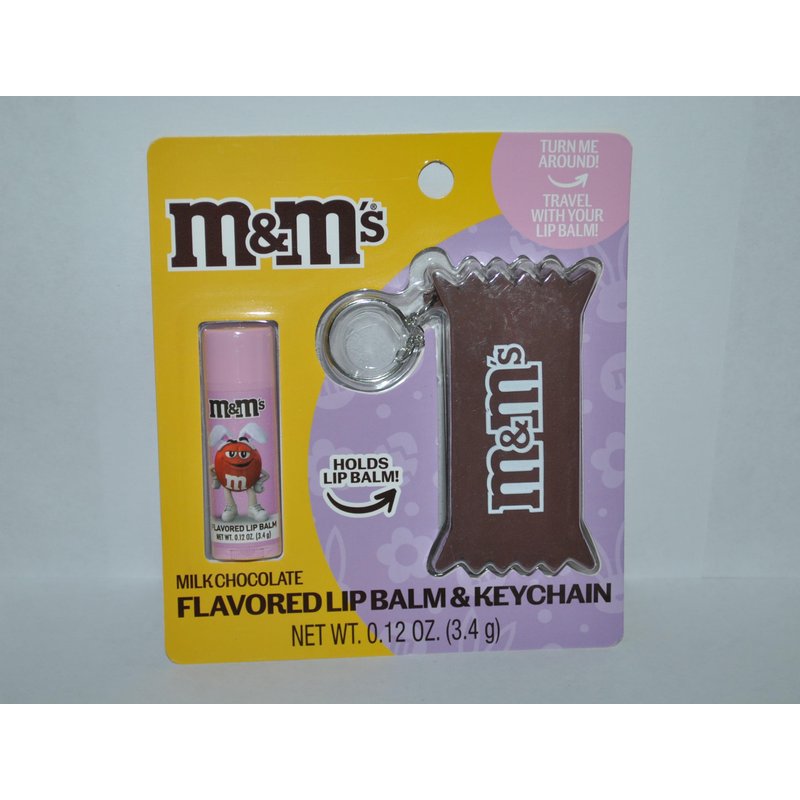 TURN ME
AROUND!
TRAVEL
WITH YOUR
LIP BALM!
m&m's®
m&m's
m&m's
m
FLAVORED LIP BALM
NET WT. 0.12 OZ. (3.4 g)
HOLDS
LIP BALM!
MILK CHOCOLATE
FLAVORED LIP BALM & KEYCHAIN
NET WT. 0.12 OZ. (3.4 g)